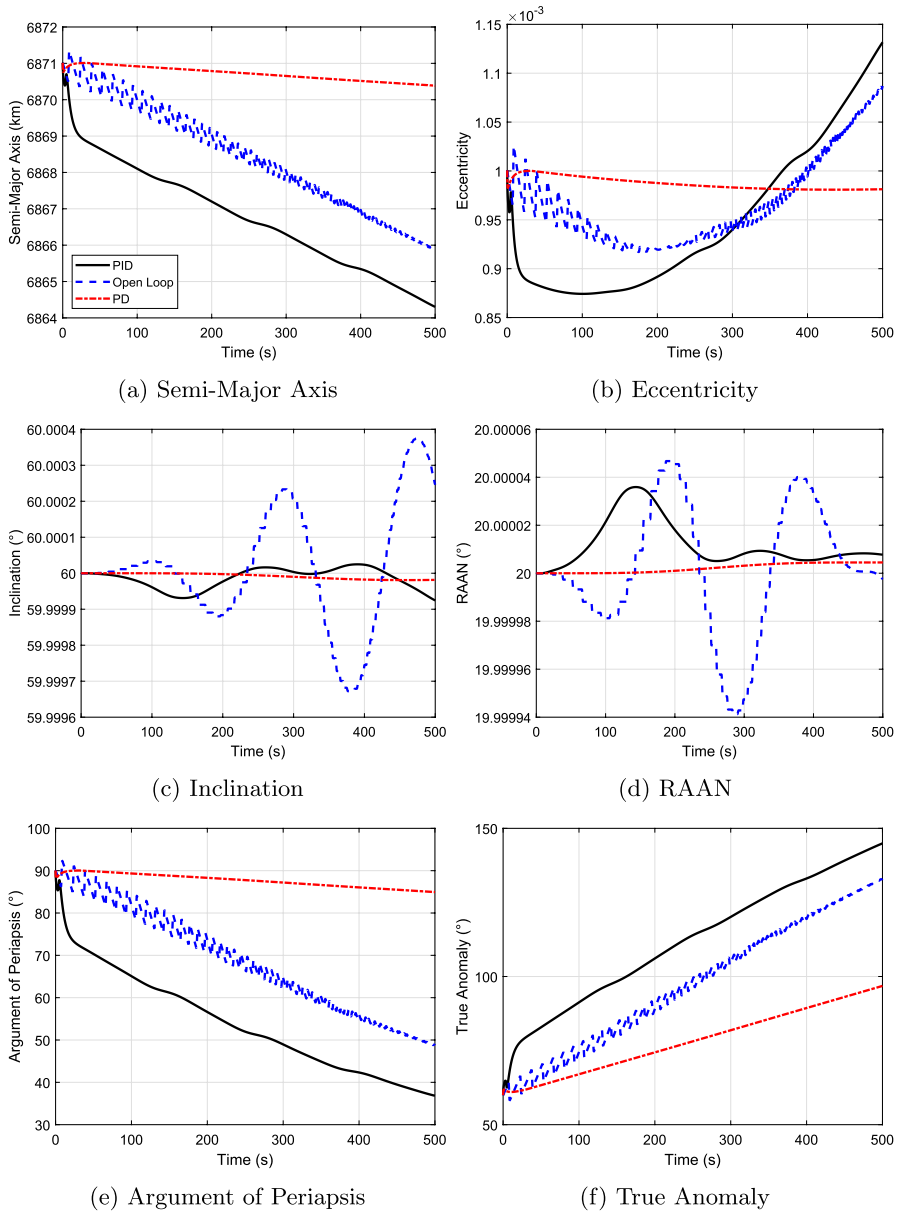 ×10⁻³
6872
6871
6870
6869
6868
6867
6866
6865
6864
Semi-Major Axis (km)
PID
Open Loop
PD
0 100 200 300 400 500
Time (s)
1.15
1.1
1.05
1
0.95
0.9
0.85
Eccentricity
0 100 200 300 400 500
Time (s)
(a) Semi-Major Axis
(b) Eccentricity
60.0004
60.0003
60.0002
60.0001
60
59.9999
59.9998
59.9997
59.9996
Inclination (°)
0 100 200 300 400 500
Time (s)
20.00006
20.00004
20.00002
20
19.99998
19.99996
19.99994
RAAN (°)
0 100 200 300 400 500
Time (s)
(c) Inclination
(d) RAAN
100
90
80
70
60
50
40
30
Argument of Periapsis (°)
0 100 200 300 400 500
Time (s)
150
100
50
True Anomly (°)
0 100 200 300 400 500
Time (s)
(e) Argument of Periapsis
(f) True Anomaly